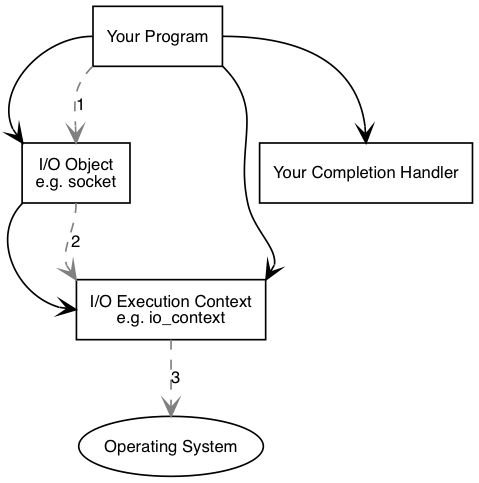 Your Program
1
I/O Object
e.g. socket
Your Completion Handler
2
I/O Execution Context
e.g. io_context
3
Operating System